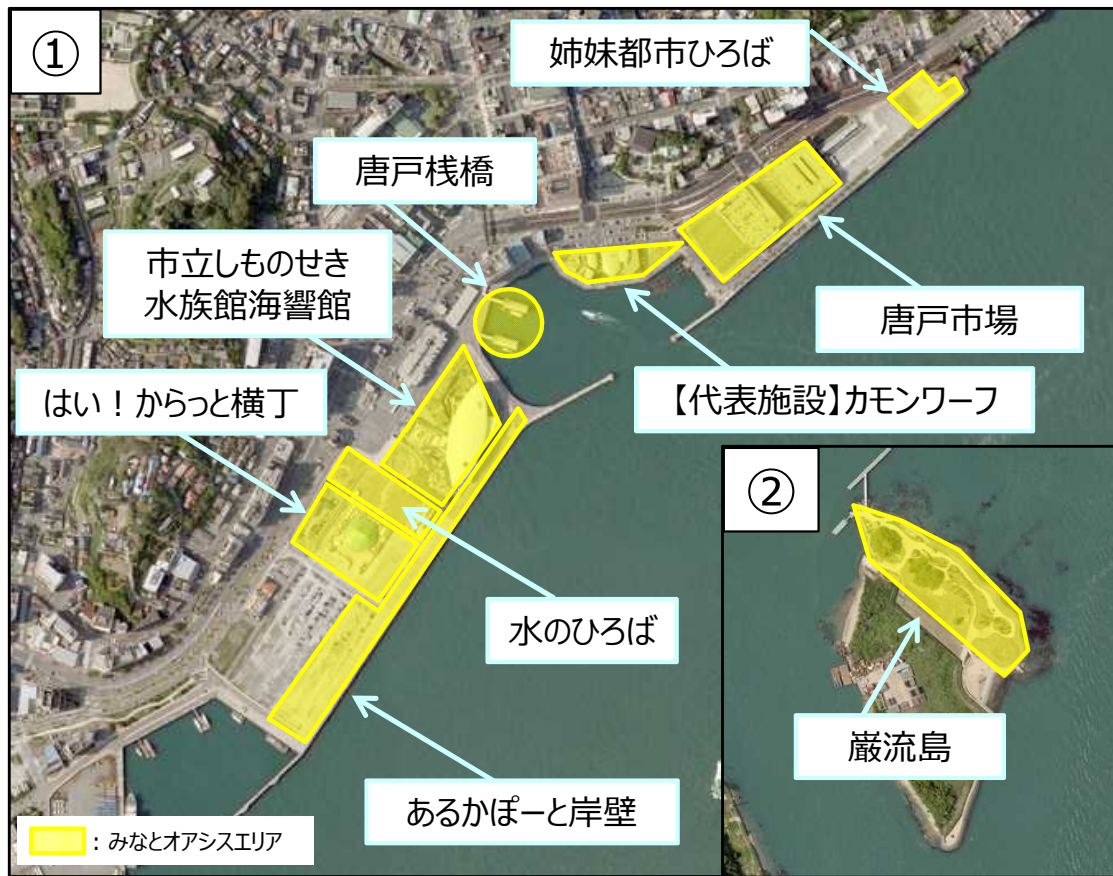 ①
姉妹都市ひろば
唐戸桟橋
市立しものせき
水族館海響館
唐戸市場
はい！からっと横丁
【代表施設】カモンワーフ
②
水のひろば
巌流島
あるかぽーと岸壁
：みなとオアシスエリア